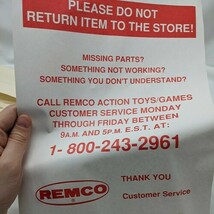 PLEASE DO NOT
RETURN ITEM TO THE STORE!
MISSING PARTS?
SOMETHING NOT WORKING?
SOMETHING YOU DON'T UNDERSTAND?
CALL REMCO ACTION TOYS/GAMES
CUSTOMER SERVICE MONDAY
THROUGH FRIDAY BETWEEN
9A.M. AND 5P.M. E.S.T. AT:
1-800-243-2961
REMCO
THANK YOU
Customer Service